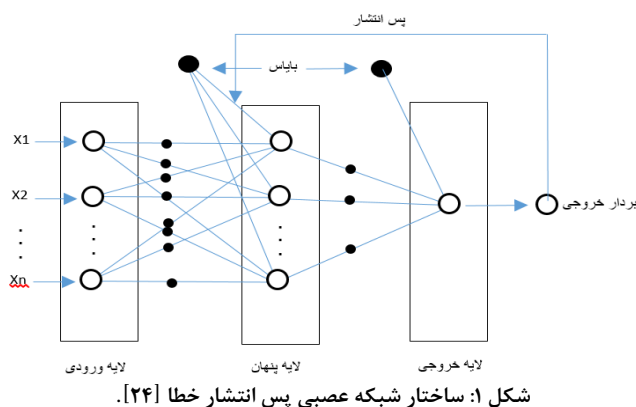 پس انتشار
بایاس
X1
X2
Xn
بردار خروجی
لایه ورودی
لایه پنهان
لایه خروجی
شکل ۱: ساختار شبکه عصبی پس انتشار خطا [۲۴].